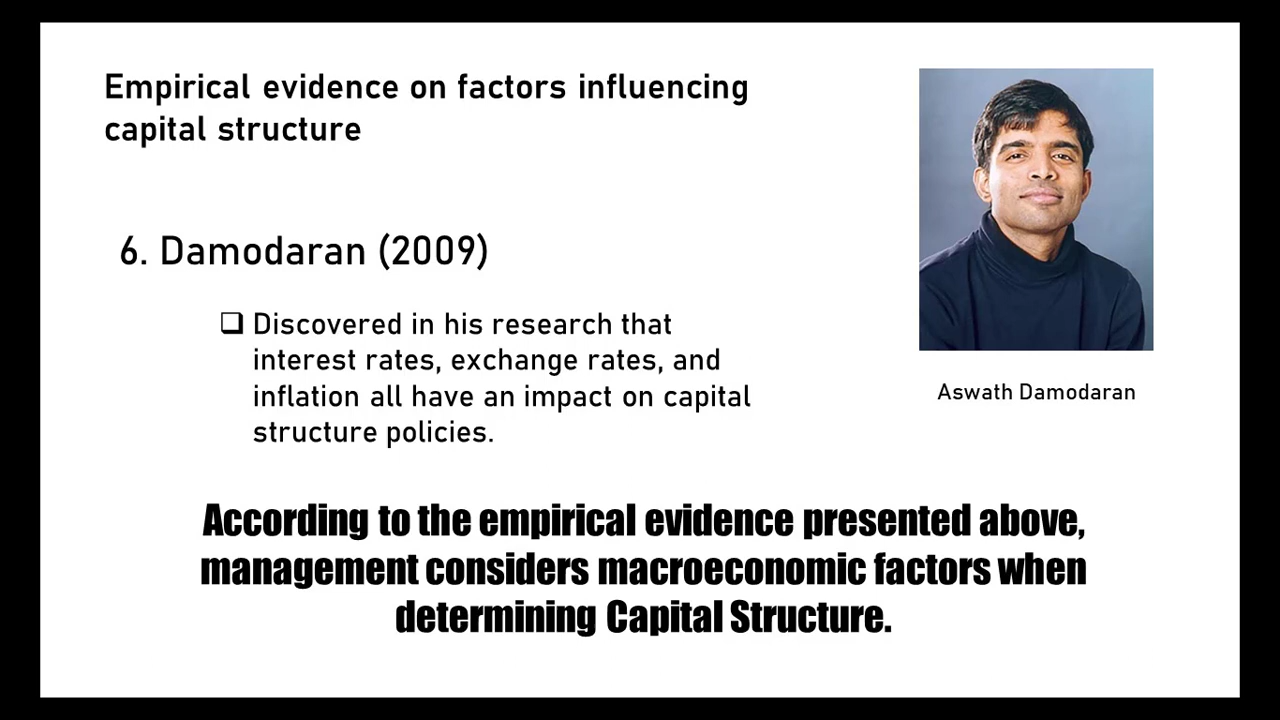 Empirical evidence on factors influencing
capital structure
6. Damodaran (2009)
❑ Discovered in his research that
interest rates, exchange rates, and
inflation all have an impact on capital
structure policies.
Aswath Damodaran
According to the empirical evidence presented above,
management considers macroeconomic factors when
determining Capital Structure.